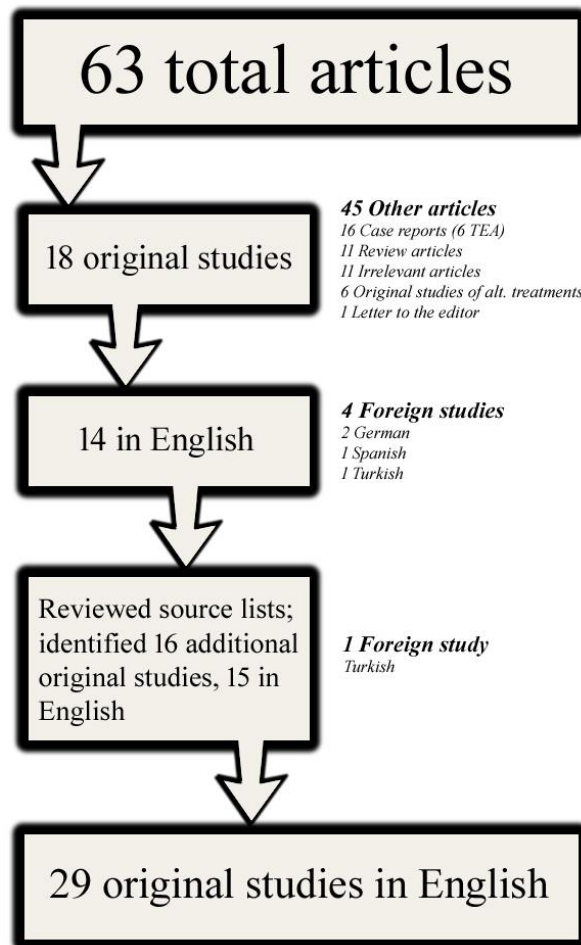 63 total articles
18 original studies
45 Other articles
16 Case reports (6 TEA)
11 Review articles
11 Irrelevant articles
6 Original studies of alt. treatments
1 Letter to the editor
14 in English
4 Foreign studies
2 German
1 Spanish
1 Turkish
Reviewed source lists;
identified 16 additional
original studies, 15 in
English
1 Foreign study
Turkish
29 original studies in English